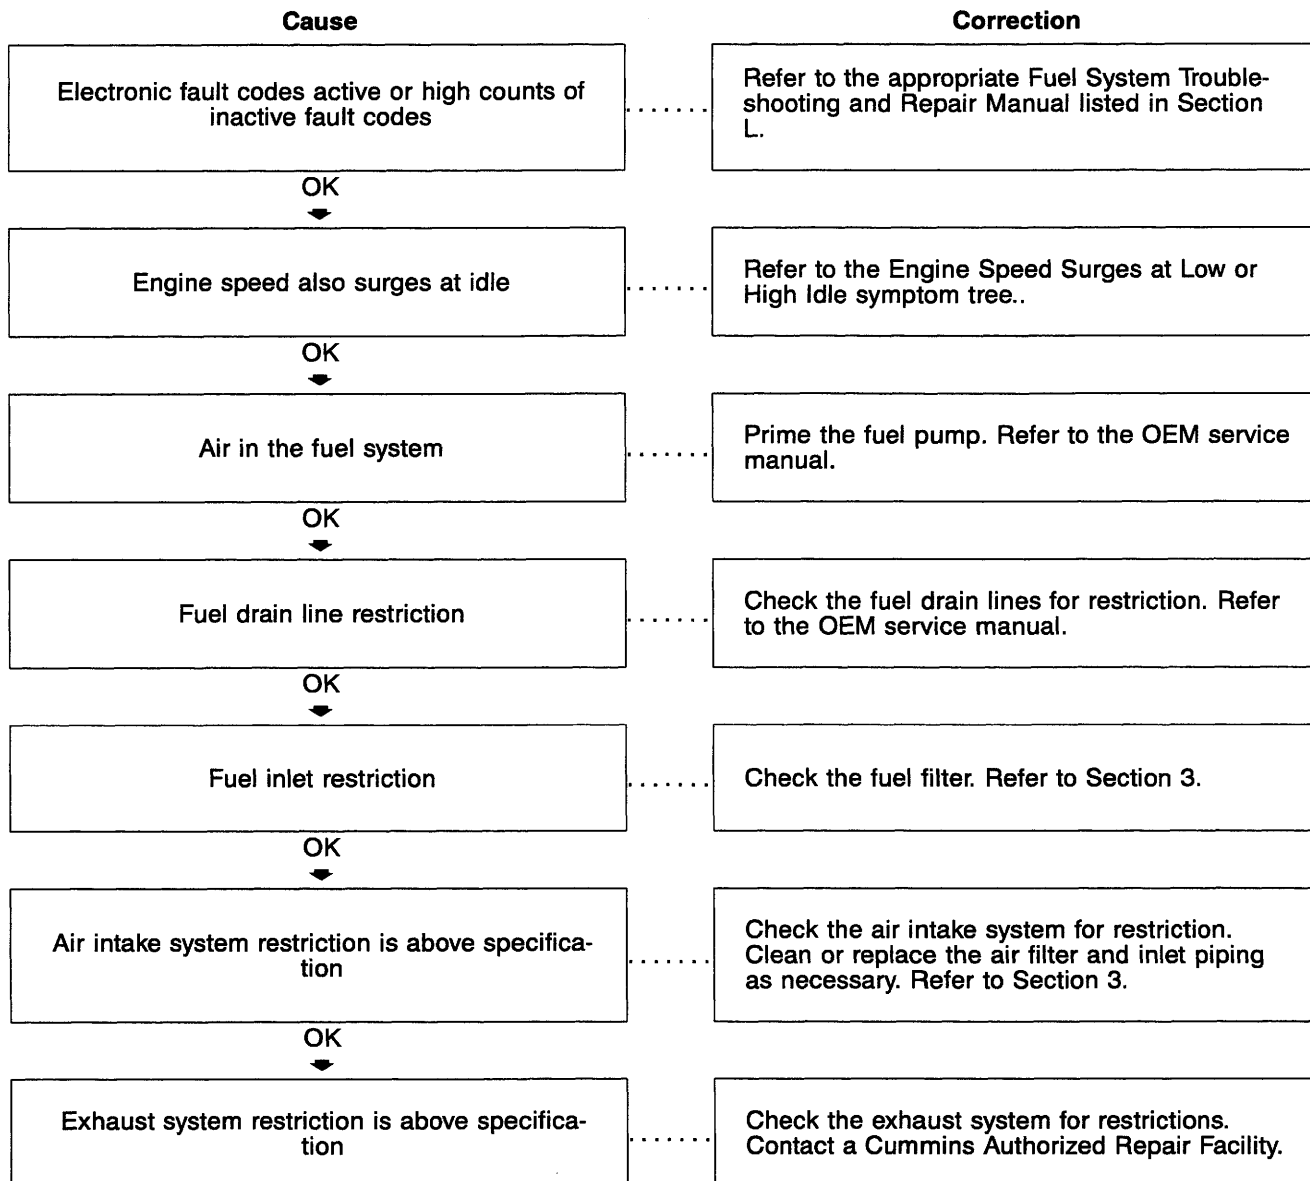 Cause
Correction
Electronic fault codes active or high counts of
inactive fault codes
Refer to the appropriate Fuel System Trouble-
shooting and Repair Manual listed in Section
L.
OK
Engine speed also surges at idle
Refer to the Engine Speed Surges at Low or
High Idle symptom tree..
OK
Air in the fuel system
Prime the fuel pump. Refer to the OEM service
manual.
OK
Fuel drain line restriction
Check the fuel drain lines for restriction. Refer
to the OEM service manual.
OK
Fuel inlet restriction
Check the fuel filter. Refer to Section 3.
OK
Air intake system restriction is above specifica-
tion
Check the air intake system for restriction.
Clean or replace the air filter and inlet piping
as necessary. Refer to Section 3.
OK
Exhaust system restriction is above specifica-
tion
Check the exhaust system for restrictions.
Contact a Cummins Authorized Repair Facility.